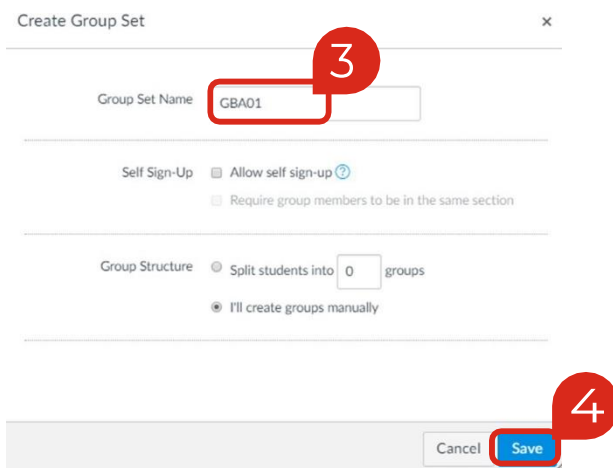 Create Group Set ×
3
Group Set Name GBA01
Self Sign-Up Allow self sign-up ?
Require group members to be in the same section
Group Structure Split students into 0 groups
I'll create groups manually
4
Cancel Save